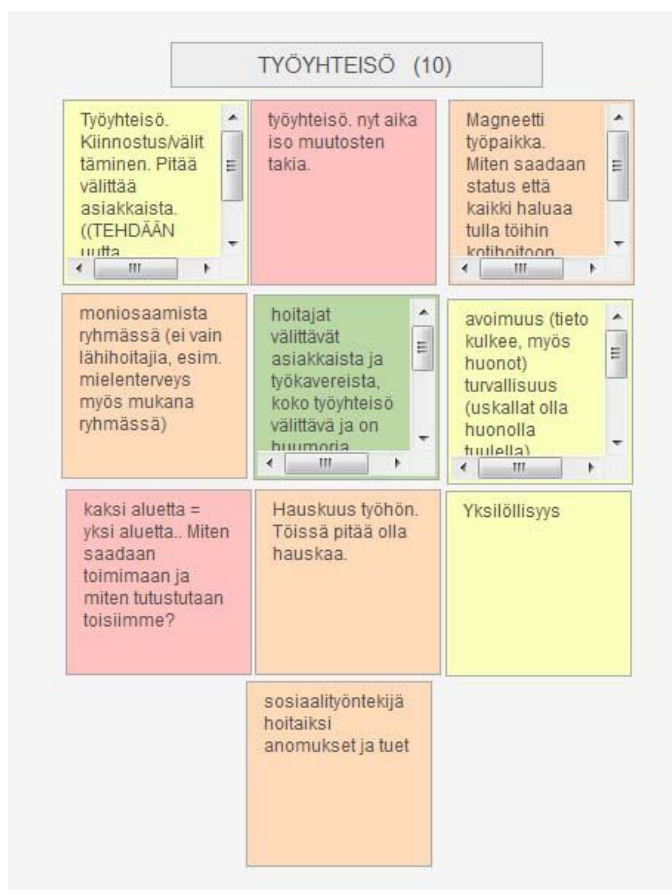 TYÖYHTEISÖ (10)
Työyhteisö.
Kiinnostus/välit
täminen. Pitää
välittää
asiakkaista.
((TEHDÄÄN
uutta
työyhteisö. nyt aika
iso muutosten
takia.
Magneetti
työpaikka.
Miten saadaan
status että
kaikki haluaa
tulla töihin
kotihoitoon
moniosaamista
ryhmässä (ei vain
lähihoitajia, esim.
mielenterveys
myös mukana
ryhmässä)
hoitajat
välittävät
asiakkaista ja
työkavereista,
koko työyhteisö
välittävä ja on
huumoria
avoimuus (tieto
kulkee, myös
huonot)
turvallisuus
(uskallat olla
huonolla
tuulella)
kaksi aluetta =
yksi aluetta.. Miten
saadaan
toimimaan ja
miten tutustutaan
toisiimme?
Hauskuus työhön.
Töissä pitää olla
hauskaa.
Yksilöllisyys
sosiaalityöntekijä
hoitaiksi
anomukset ja tuet